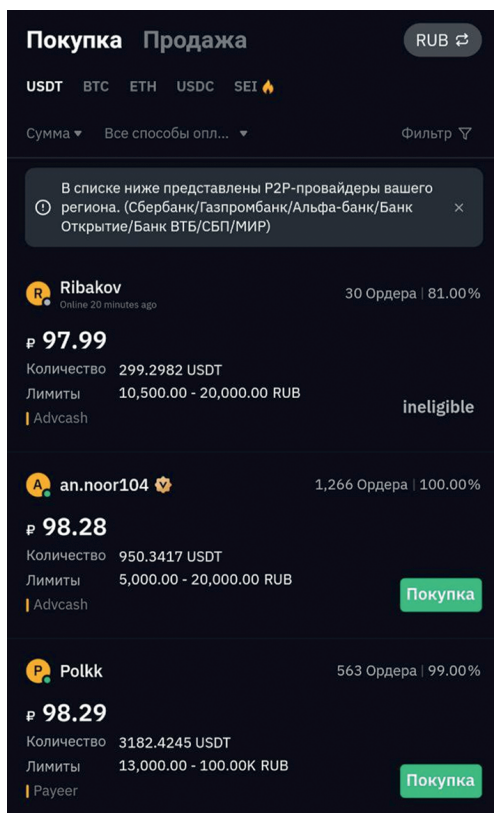 Покупка Продажа RUB
USDT BTC ETH USDC SEI
Сумма Все способы опл... Фильтр
В списке ниже представлены P2P-провайдеры вашего
региона. (Сбербанк/Газпромбанк/Альфа-банк/Банк
Открытие/Банк ВТБ/СБП/МИР)
R Ribakov 30 Ордера | 81.00%
Online 20 minutes ago
₽ 97.99
Количество 299.2982 USDT
Лимиты 10,500.00 - 20,000.00 RUB
ineligible
Advcash
A an.noor104 1,266 Ордера | 100.00%
₽ 98.28
Количество 950.3417 USDT
Лимиты 5,000.00 - 20,000.00 RUB
Покупка
Advcash
P Polkk 563 Ордера | 99.00%
₽ 98.29
Количество 3182.4245 USDT
Лимиты 13,000.00 - 100.00K RUB
Покупка
Payeer